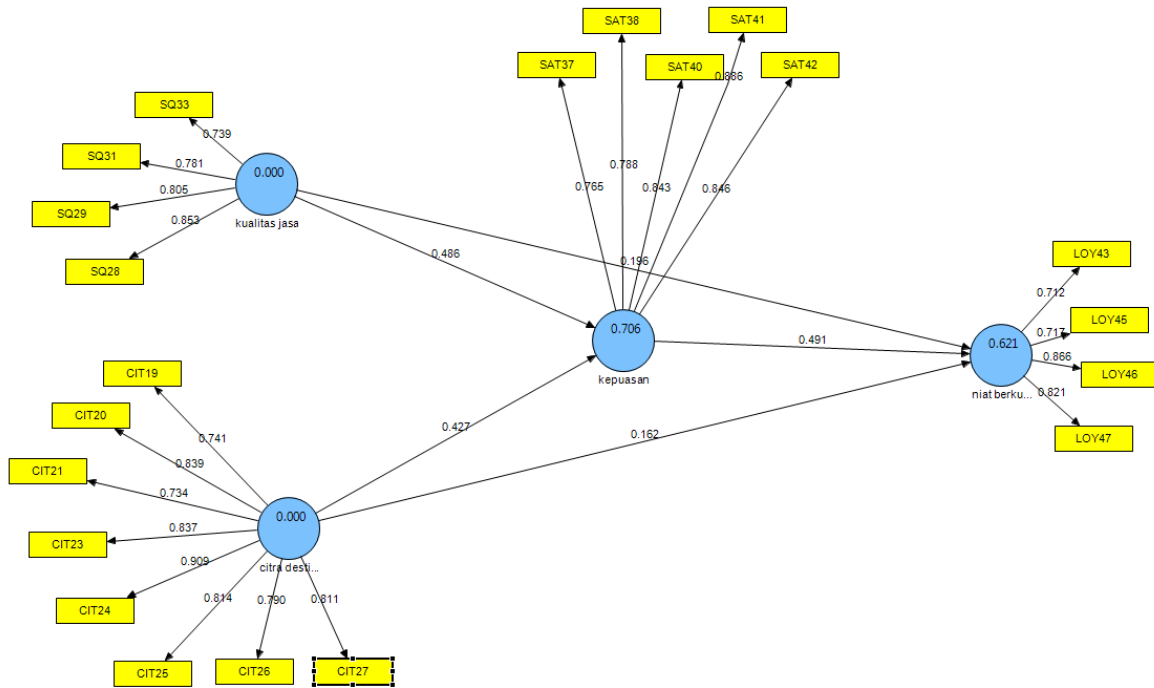 SAT38
SAT41
SAT37
SAT40
SAT42
0.886
SQ33
0.739
SQ31
0.781
0.788
SQ29
0.805
0.765
0.843
0.846
0.000
kualitas jasa
0.853
SQ28
0.486
0.196
LOY43
0.712
0.706
kepuasan
0.491
0.621
niat berku...
LOY45
0.717
LOY46
0.866
0.821
LOY47
CIT19
0.741
CIT20
0.839
0.427
0.162
CIT21
0.734
0.000
citra desti...
CIT23
0.837
CIT24
0.909
0.814
0.790
0.811
CIT25
CIT26
CIT27